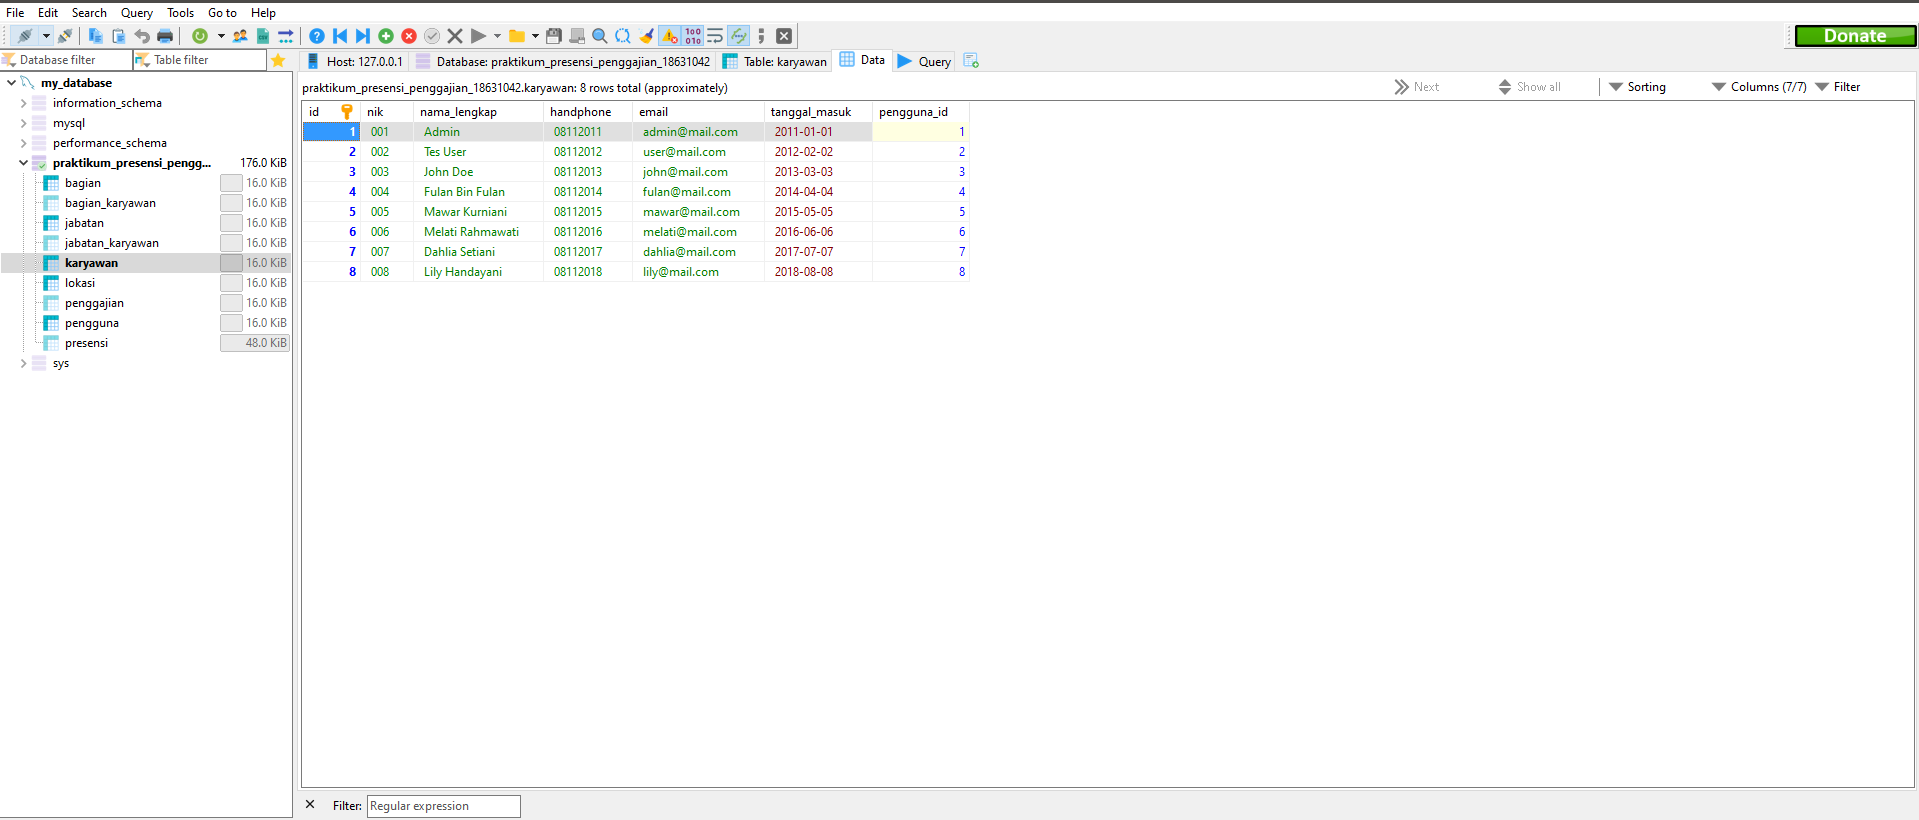 File Edit Search Query Tools Go to Help
Donate
Database filter Table filter
Host: 127.0.0.1 Database: praktikum_presensi_penggajian_18631042 Table: karyawan Data Query
my_database
information_schema
mysql
performance_schema
praktikum_presensi_pengg... 176.0 KiB
bagian 16.0 KiB
bagian_karyawan 16.0 KiB
jabatan 16.0 KiB
jabatan_karyawan 16.0 KiB
karyawan 16.0 KiB
lokasi 16.0 KiB
penggajian 16.0 KiB
pengguna 16.0 KiB
presensi 48.0 KiB
sys
praktikum_presensi_penggajian_18631042.karyawan: 8 rows total (approximately)
Next Show all Sorting Columns (7/7) Filter
id nik nama_lengkap handphone email tanggal_masuk pengguna_id
1 001 Admin 08112011 admin@mail.com 2011-01-01 1
2 002 Tes User 08112012 user@mail.com 2012-02-02 2
3 003 John Doe 08112013 john@mail.com 2013-03-03 3
4 004 Fulan Bin Fulan 08112014 fulan@mail.com 2014-04-04 4
5 005 Mawar Kurniani 08112015 mawar@mail.com 2015-05-05 5
6 006 Melati Rahmawati 08112016 melati@mail.com 2016-06-06 6
7 007 Dahlia Setiani 08112017 dahlia@mail.com 2017-07-07 7
8 008 Lily Handayani 08112018 lily@mail.com 2018-08-08 8
Filter: Regular expression